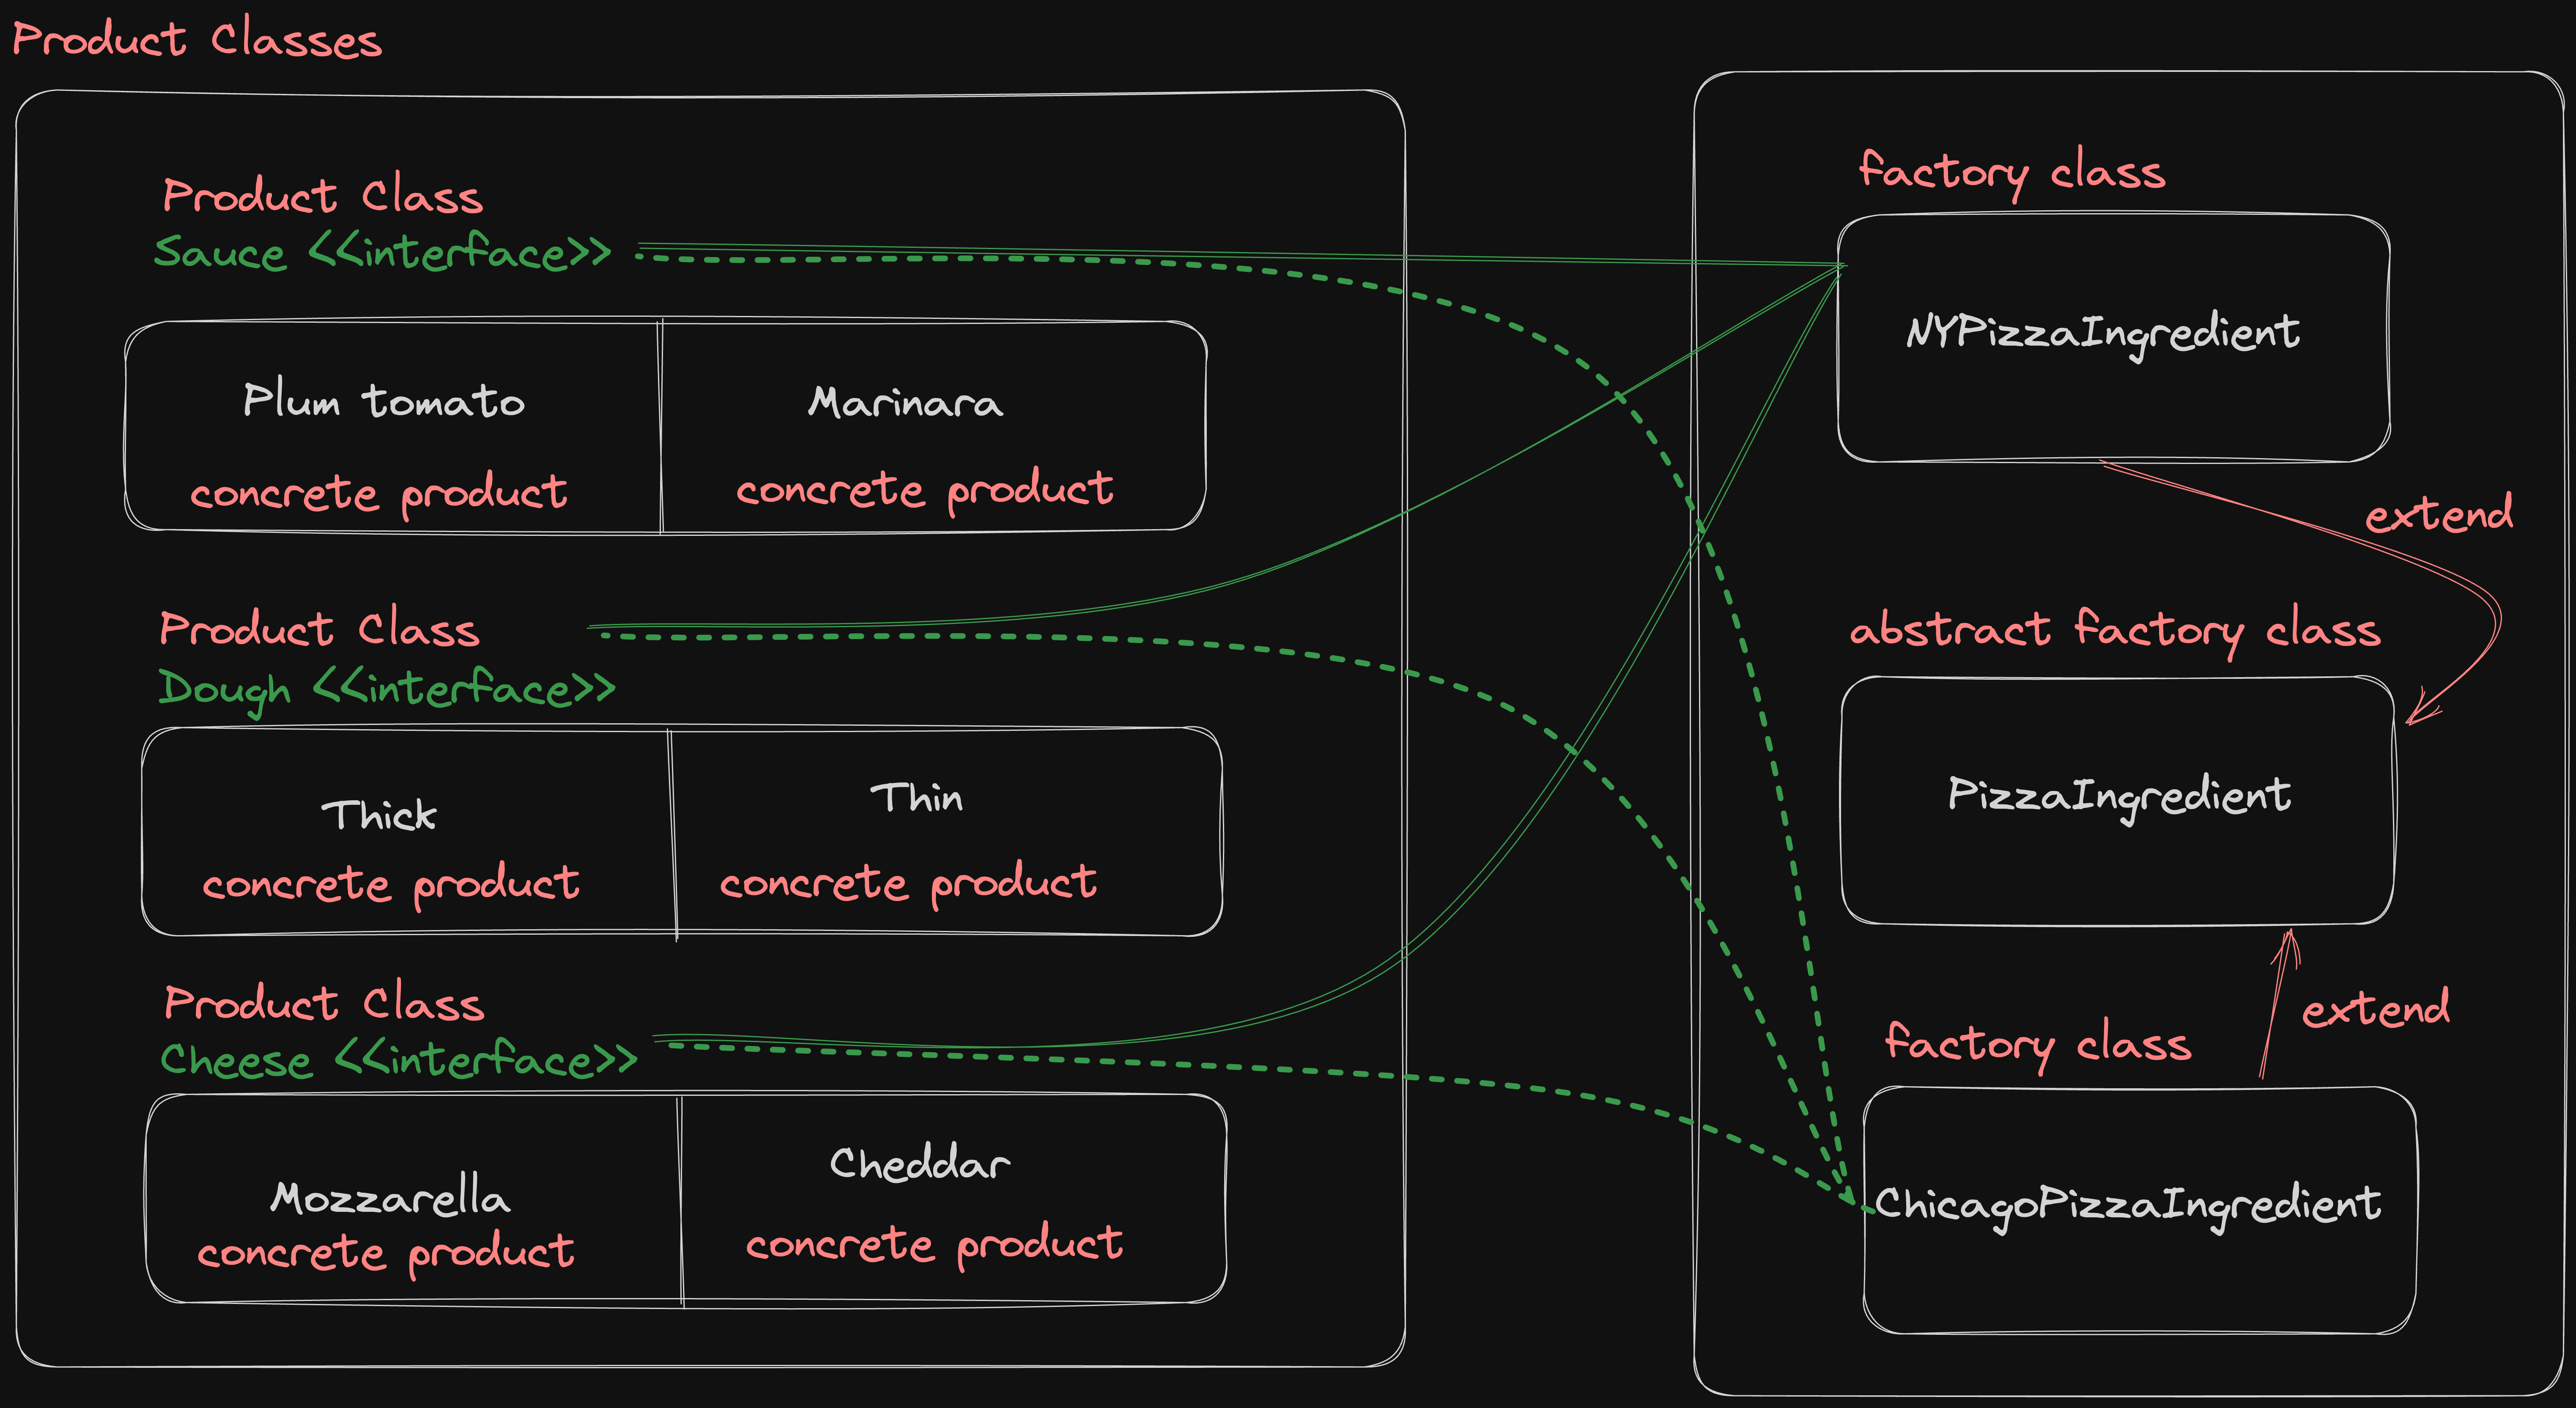 Product Classes
Product Class
Sauce <<interface>>
Plum tomato
Marinara
concrete product
concrete product
Product Class
Dough <<interface>>
Thick
Thin
concrete product
concrete product
Product Class
Cheese <<interface>>
Mozzarella
Cheddar
concrete product
concrete product
factory class
NYPizzaIngredient
extend
abstract factory class
PizzaIngredient
extend
factory class
ChicagoPizzaIngredient